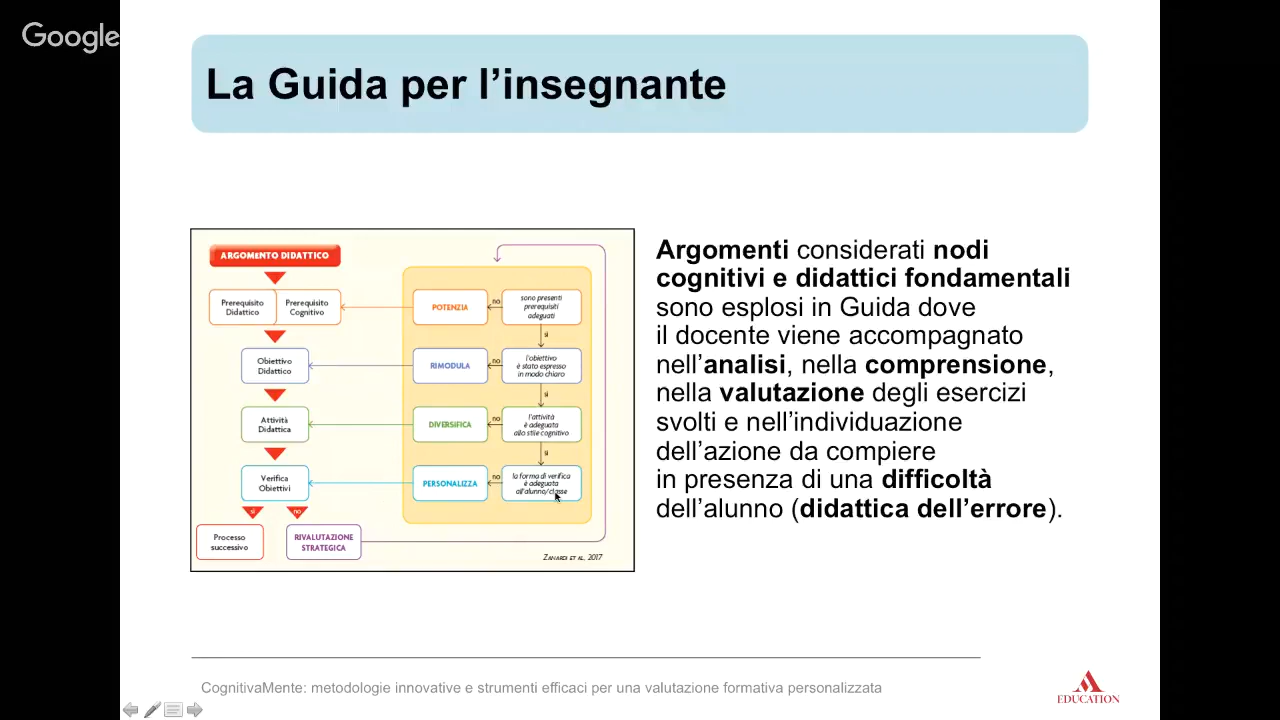 Google
La Guida per l’insegnante
ARGOMENTO DIDATTICO
Prerequisito
Didattico
Prerequisito
Cognitivo
Obiettivo
Didattico
Attività
Didattica
Verifica
Obiettivi
sì
no
Processo
successivo
RIVALUTAZIONE
STRATEGICA
POTENZIA
no
sono presenti
prerequisiti
adeguati
sì
RIMODULA
no
l'obiettivo
è stato espresso
in modo chiaro
sì
DIVERSIFICA
no
l'attività
è adeguata
allo stile cognitivo
sì
PERSONALIZZA
no
la forma di verifica
è adeguata
all'alunno/classe
ZANARDI ET AL, 2017
Argomenti considerati nodi
cognitivi e didattici fondamentali
sono esplosi in Guida dove
il docente viene accompagnato
nell’analisi, nella comprensione,
nella valutazione degli esercizi
svolti e nell’individuazione
dell’azione da compiere
in presenza di una difficoltà
dell’alunno (didattica dell’errore).
CognitivaMente: metodologie innovative e strumenti efficaci per una valutazione formativa personalizzata
EDUCATION